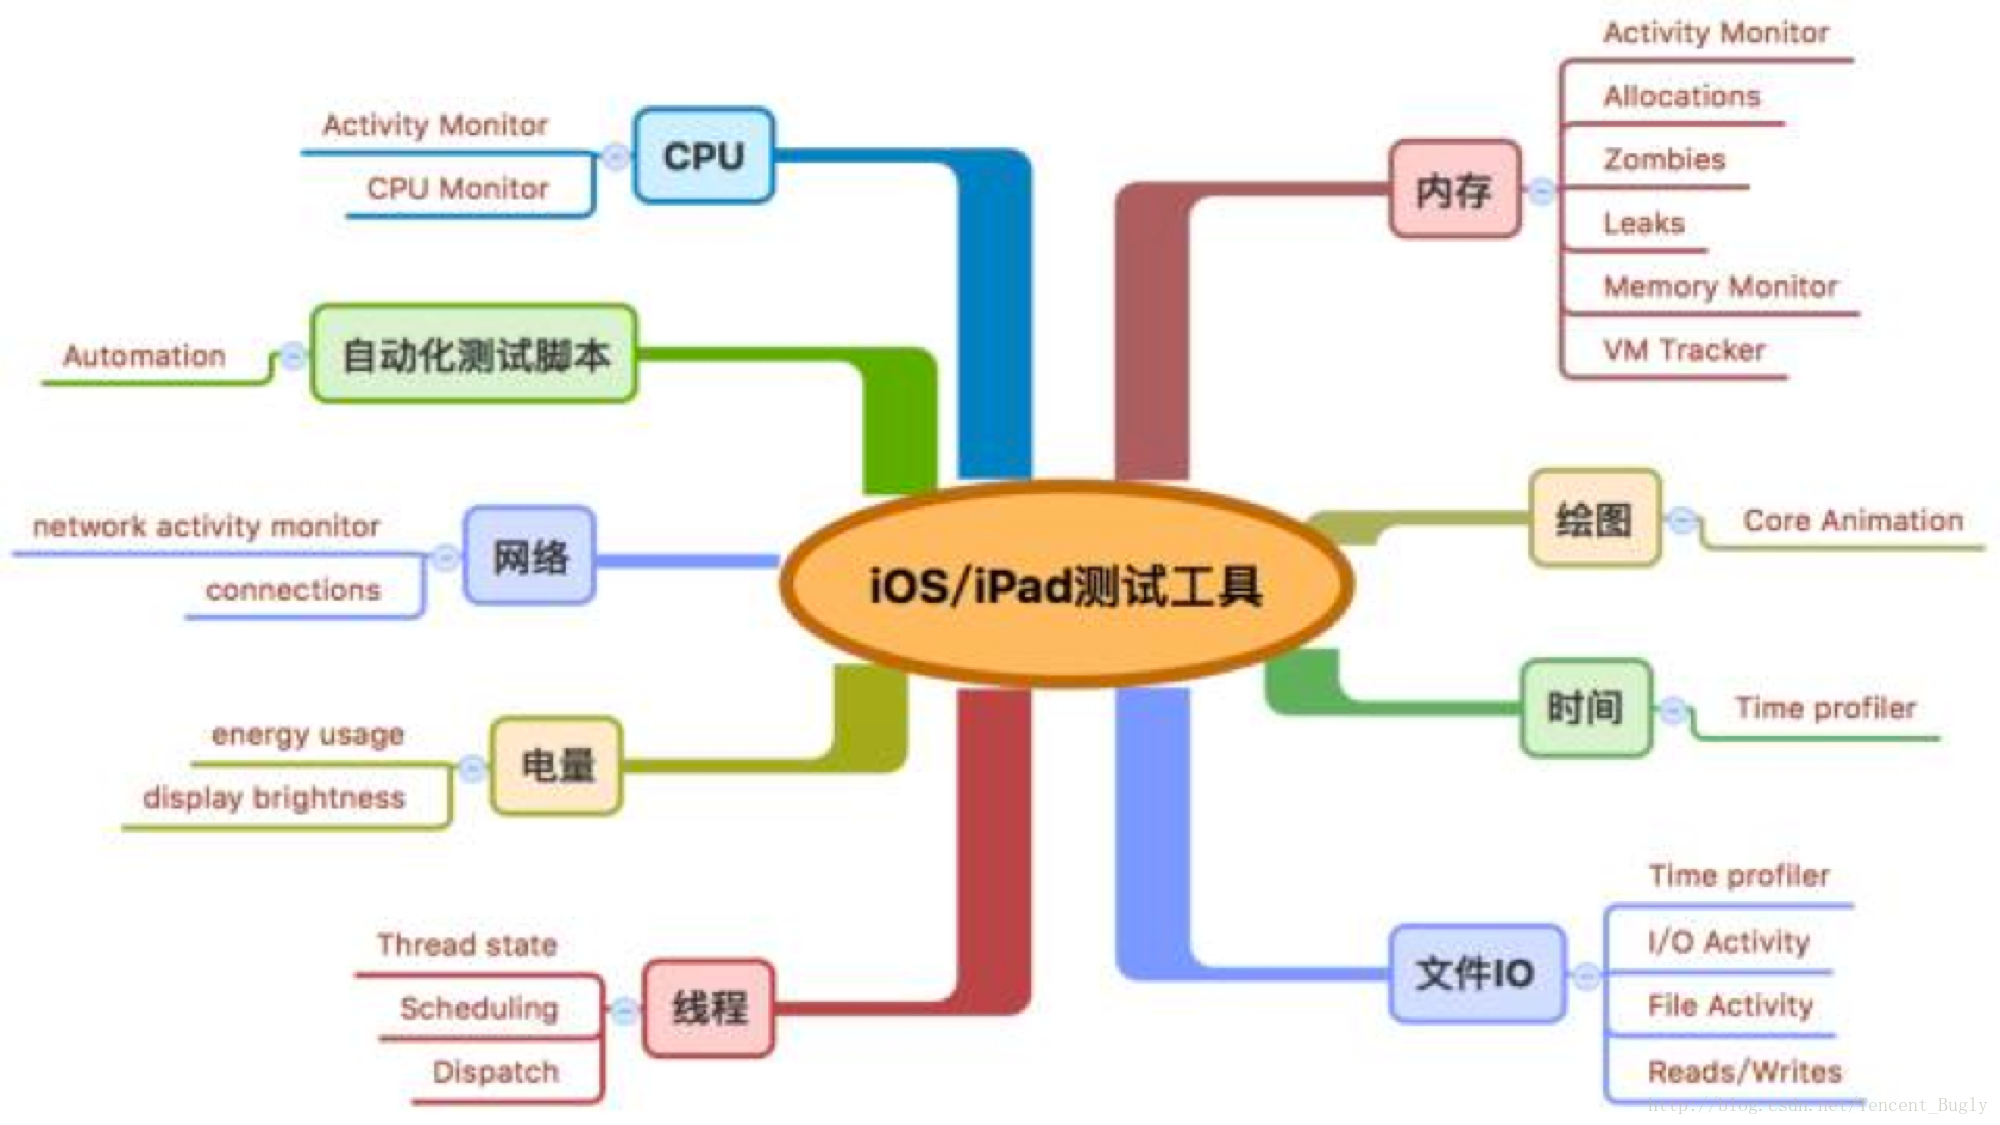 iOS/iPad测试工具
CPU
Activity Monitor
CPU Monitor
自动化测试脚本
Automation
网络
network activity monitor
connections
电量
energy usage
display brightness
线程
Thread state
Scheduling
Dispatch
内存
Activity Monitor
Allocations
Zombies
Leaks
Memory Monitor
VM Tracker
绘图
Core Animation
时间
Time profiler
文件IO
Time profiler
I/O Activity
File Activity
Reads/Writes
http://blog.csdn.net/Tencent_Bugly